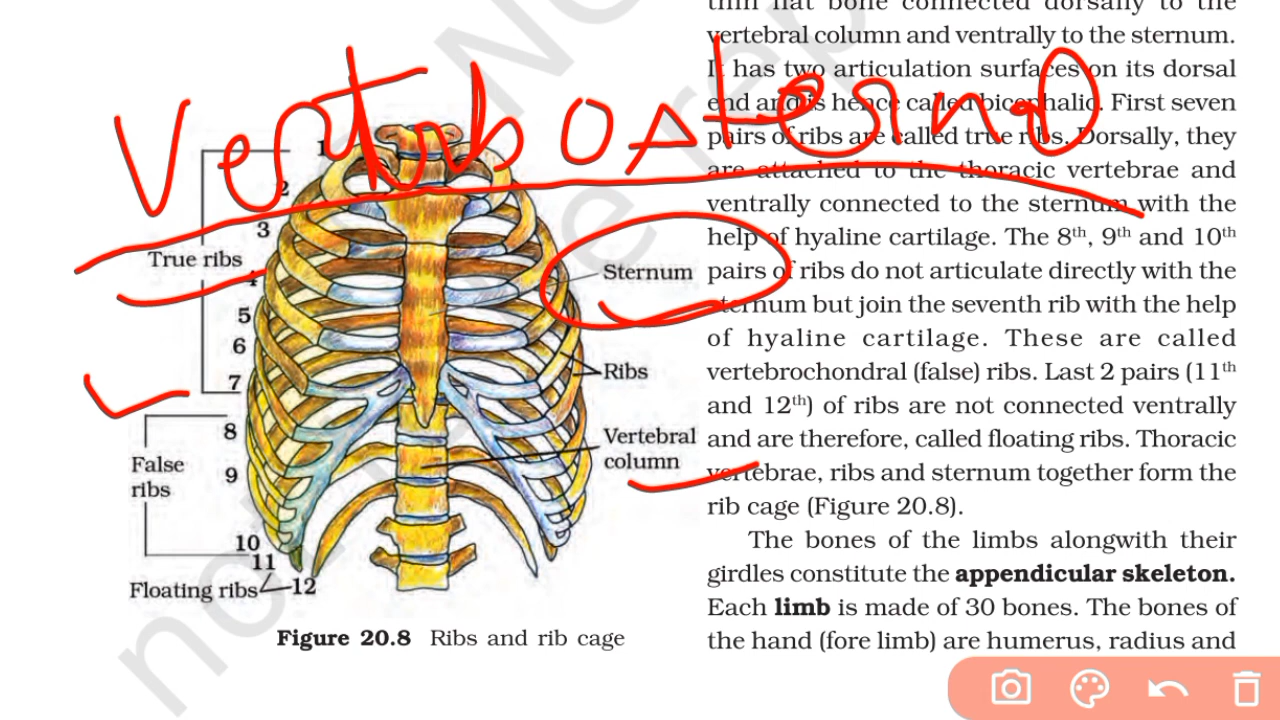 thin flat bone connected dorsally to the
vertebral column and ventrally to the sternum.
It has two articulation surfaces on its dorsal
end and is hence called bicephalic. First seven
pairs of ribs are called true ribs. Dorsally, they
are attached to the thoracic vertebrae and
ventrally connected to the sternum with the
help of hyaline cartilage. The 8th, 9th and 10th
pairs of ribs do not articulate directly with the
sternum but join the seventh rib with the help
of hyaline cartilage. These are called
vertebrochondral (false) ribs. Last 2 pairs (11th
and 12th) of ribs are not connected ventrally
and are therefore, called floating ribs. Thoracic
vertebrae, ribs and sternum together form the
rib cage (Figure 20.8).
The bones of the limbs alongwith their
girdles constitute the appendicular skeleton.
Each limb is made of 30 bones. The bones of
the hand (fore limb) are humerus, radius and
1
2
3
True ribs
4
5
6
7
8
False
ribs
9
10
11
Floating ribs
12
Sternum
Ribs
Vertebral
column
Figure 20.8 Ribs and rib cage